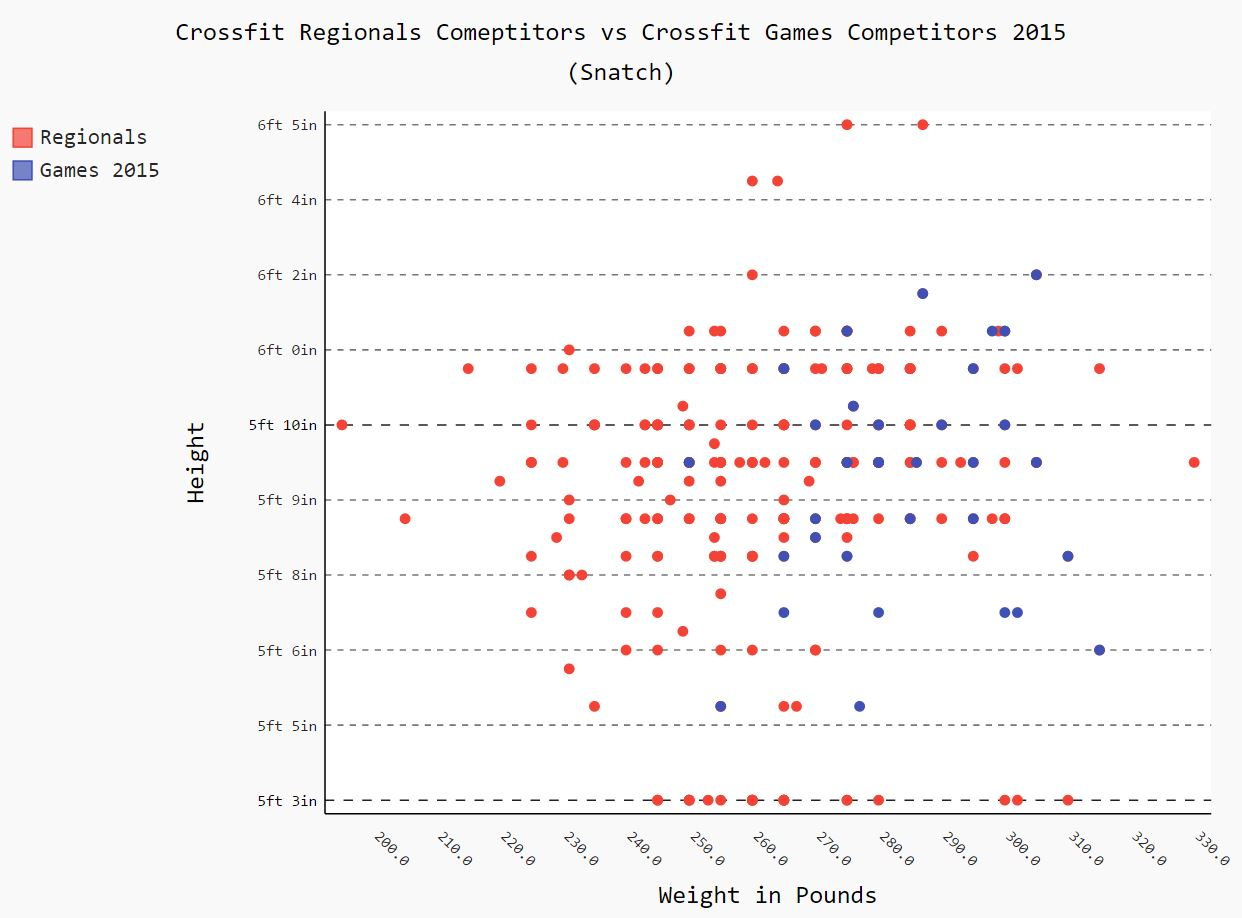 Crossfit Regionals Comeptitors vs Crossfit Games Competitors 2015
(Snatch)
Regionals
Games 2015
6ft 5in
6ft 4in
6ft 2in
6ft 0in
5ft 10in
5ft 9in
5ft 8in
5ft 6in
5ft 5in
5ft 3in
Height
200.0
210.0
220.0
230.0
240.0
250.0
260.0
270.0
280.0
290.0
300.0
310.0
320.0
330.0
Weight in Pounds